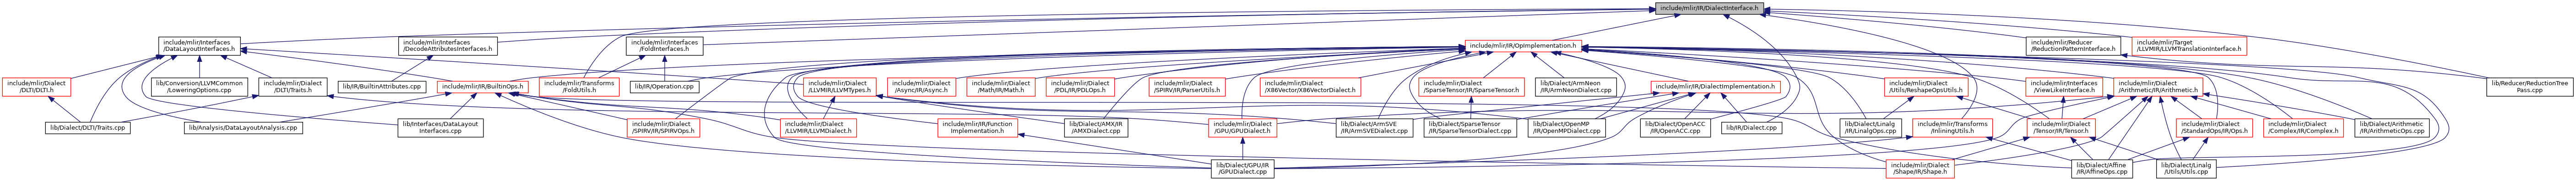 include/mlir/IR/DialectInterface.h
include/mlir/Interfaces
/DataLayoutInterfaces.h
include/mlir/Interfaces
/DecodeAttributesInterfaces.h
include/mlir/Interfaces
/FoldInterfaces.h
include/mlir/IR/OpImplementation.h
include/mlir/Reducer
/ReductionPatternInterface.h
include/mlir/Target
/LLVMIR/LLVMTranslationInterface.h
include/mlir/Dialect
/DLTI/DLTI.h
lib/Conversion/LLVMCommon
/LoweringOptions.cpp
include/mlir/Dialect
/DLTI/Traits.h
lib/IR/BuiltinAttributes.cpp
include/mlir/IR/BuiltinOps.h
include/mlir/Transforms
/FoldUtils.h
lib/IR/Operation.cpp
include/mlir/Dialect
/LLVMIR/LLVMTypes.h
include/mlir/Dialect
/Async/IR/Async.h
include/mlir/Dialect
/Math/IR/Math.h
include/mlir/Dialect
/PDL/IR/PDLOps.h
include/mlir/Dialect
/SPIRV/IR/ParserUtils.h
include/mlir/Dialect
/X86Vector/X86VectorDialect.h
include/mlir/Dialect
/SparseTensor/IR/SparseTensor.h
lib/Dialect/ArmNeon
/IR/ArmNeonDialect.cpp
include/mlir/IR/DialectImplementation.h
include/mlir/Dialect
/Utils/ReshapeOpsUtils.h
include/mlir/Interfaces
/ViewLikeInterface.h
include/mlir/Dialect
/Arithmetic/IR/Arithmetic.h
lib/Reducer/ReductionTree
Pass.cpp
lib/Dialect/DLTI/Traits.cpp
lib/Analysis/DataLayoutAnalysis.cpp
lib/Interfaces/DataLayout
Interfaces.cpp
include/mlir/Dialect
/SPIRV/IR/SPIRVOps.h
include/mlir/Dialect
/LLVMIR/LLVMDialect.h
include/mlir/IR/Function
Implementation.h
lib/Dialect/AMX/IR
/AMXDialect.cpp
include/mlir/Dialect
/GPU/GPUDialect.h
lib/Dialect/ArmSVE
/IR/ArmSVEDialect.cpp
lib/Dialect/SparseTensor
/IR/SparseTensorDialect.cpp
lib/Dialect/OpenMP
/IR/OpenMPDialect.cpp
lib/Dialect/OpenACC
/IR/OpenACC.cpp
lib/IR/Dialect.cpp
lib/Dialect/Linalg
/IR/LinalgOps.cpp
include/mlir/Transforms
/InliningUtils.h
include/mlir/Dialect
/Tensor/IR/Tensor.h
include/mlir/Dialect
/StandardOps/IR/Ops.h
include/mlir/Dialect
/Complex/IR/Complex.h
lib/Dialect/Arithmetic
/IR/ArithmeticOps.cpp
lib/Dialect/GPU/IR
/GPUDialect.cpp
include/mlir/Dialect
/Shape/IR/Shape.h
lib/Dialect/Affine
/IR/AffineOps.cpp
lib/Dialect/Linalg
/Utils/Utils.cpp